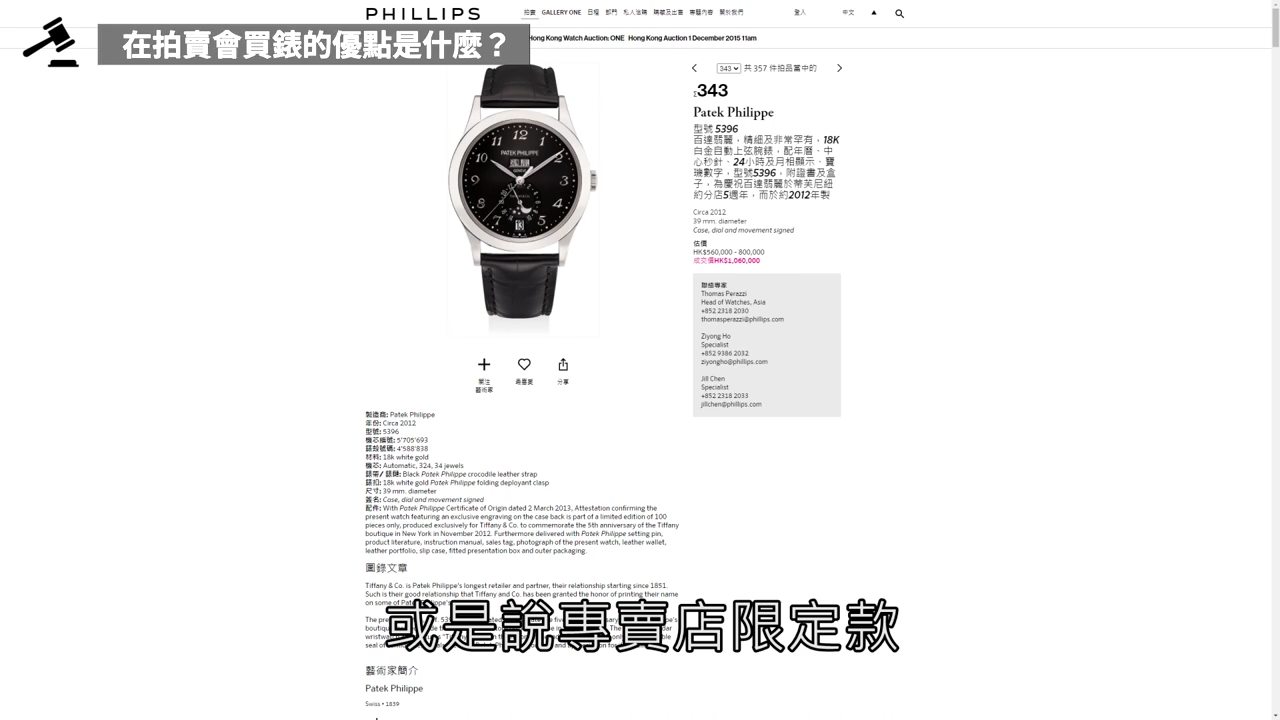 PHILLIPS
拍賣 GALLERY ONE 日程 部門 私人洽購 購藏及出售 專題內容 關於我們 登入 中文
在拍賣會買錶的優點是什麼？
Hong Kong Watch Auction: ONE Hong Kong Auction 1 December 2015 11am
343 共 357 件拍品當中的
Σ343
Patek Philippe
型號 5396
百達翡麗，精細及非常罕有，18K
白金自動上弦腕錶，配年曆、中
心秒針、24小時及月相顯示、寶
璣數字，型號5396，附證書及盒
子，為慶祝百達翡麗於蒂芙尼紐
約分店5週年，而於約2012年製
Circa 2012
39 mm. diameter
Case, dial and movement signed
估價
HK$560,000 - 800,000
成交價HK$1,060,000
聯絡專家
Thomas Perazzi
Head of Watches, Asia
+852 2318 2030
thomasperazzi@phillips.com
Ziyong Ho
Specialist
+852 9386 2032
ziyongho@phillips.com
Jill Chen
Specialist
+852 2318 2033
jillchen@phillips.com
PATEK PHILIPPE
GENEVE
關注
藝術家
最喜愛
分享
製造商: Patek Philippe
年份: Circa 2012
型號: 5396
機芯編號: 5'705'693
錶殼號碼: 4'588'838
材料: 18k white gold
機芯: Automatic, 324, 34 jewels
錶帶/ 錶鏈: Black Patek Philippe crocodile leather strap
錶扣: 18k white gold Patek Philippe folding deployant clasp
尺寸: 39 mm. diameter
簽名: Case, dial and movement signed
配件: With Patek Philippe Certificate of Origin dated 2 March 2013, Attestation confirming the
present watch featuring an exclusive engraving on the case back is part of a limited edition of 100
pieces only, produced exclusively for Tiffany & Co. to commemorate the 5th anniversary of the Tiffany
boutique in New York in November 2012. Furthermore delivered with Patek Philippe setting pin,
product literature, instruction manual, sales tag, photograph of the present watch, leather wallet,
leather portfolio, slip case, fitted presentation box and outer packaging.
圖錄文章
Tiffany & Co. is Patek Philippe's longest retailer and partner, their relationship starting since 1851.
Such is their good relationship that Tiffany and Co. has been granted the honor of printing their name
on some of Patek Philippe's
或是說專賣店限定款
藝術家簡介
Patek Philippe
Swiss • 1839